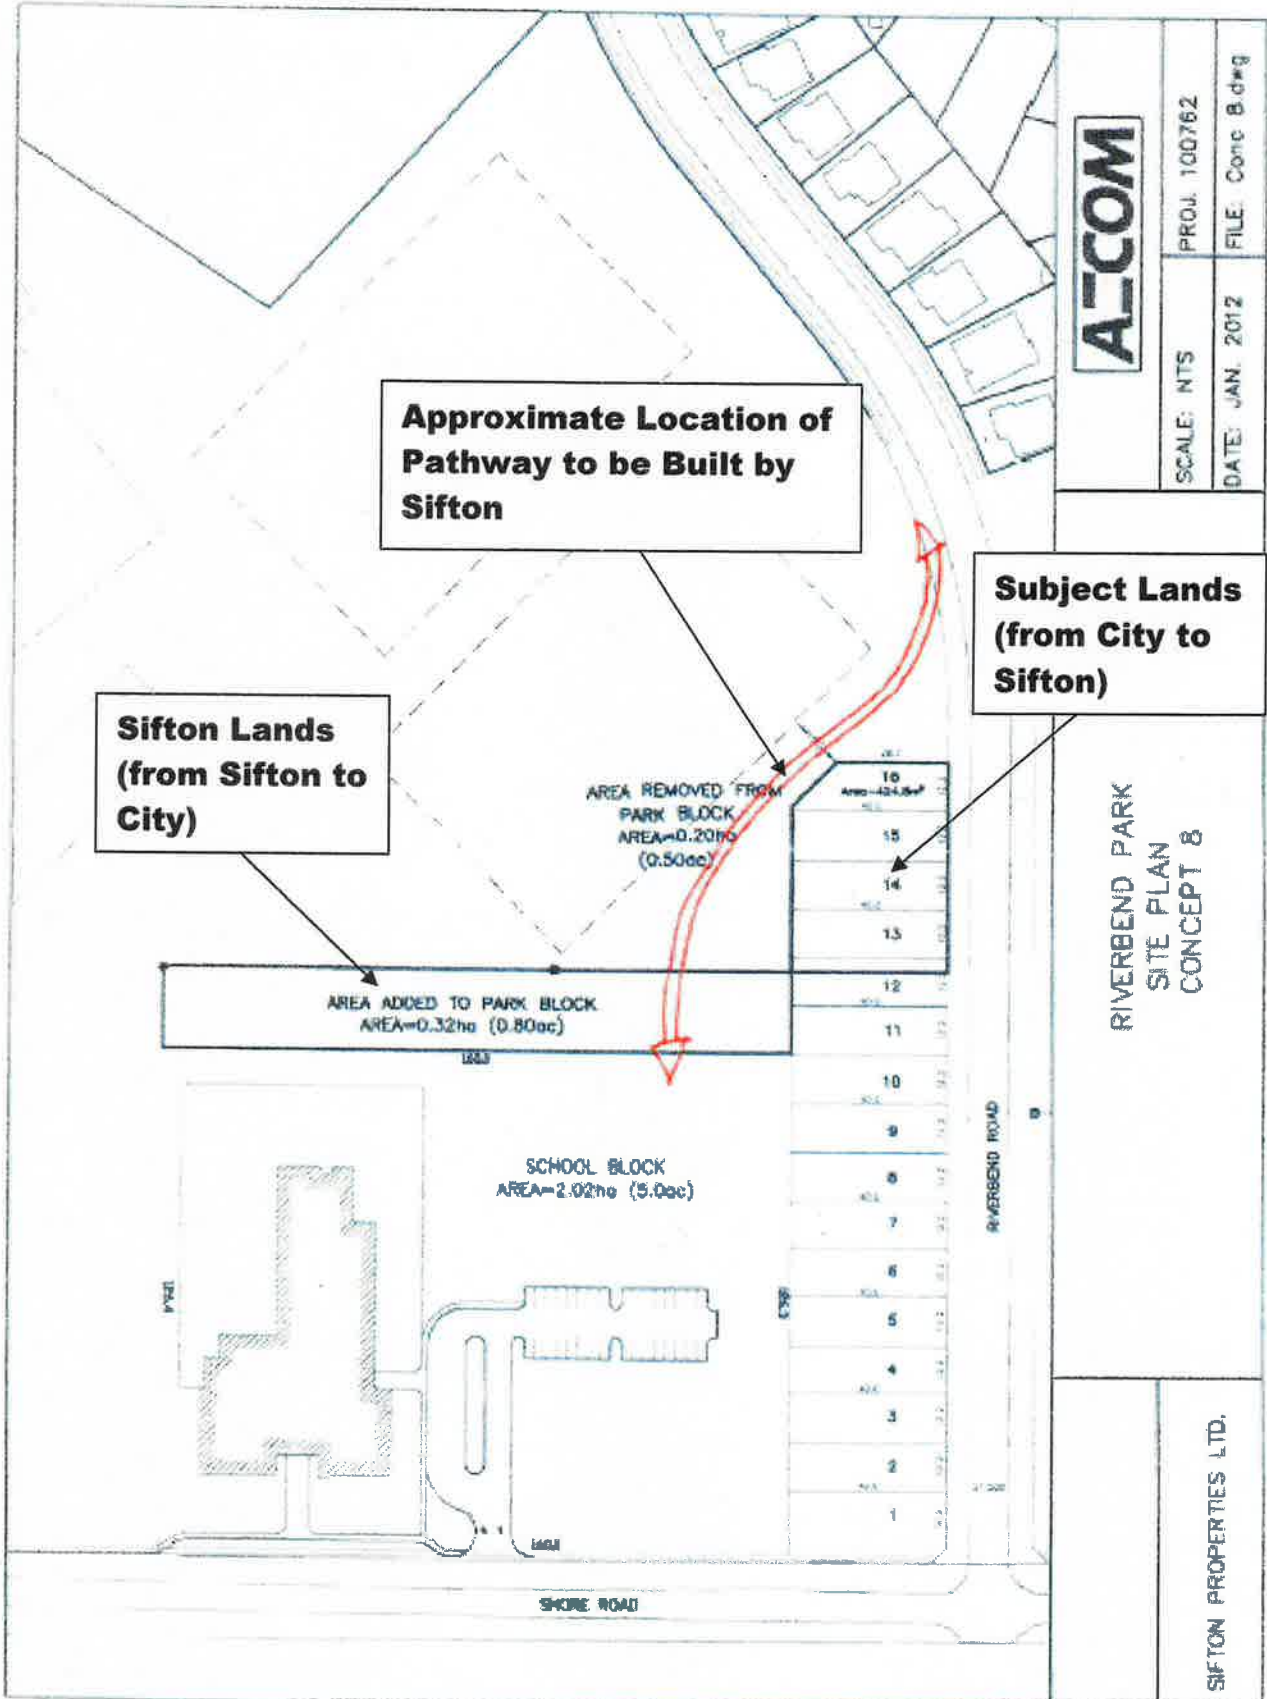 AECOM
SCALE: NTS
PROJ. 100762
DATE: JAN. 2012
FILE: Conc 8.dwg
Approximate Location of
Pathway to be Built by
Sifton
Subject Lands
(from City to
Sifton)
Sifton Lands
(from Sifton to
City)
AREA REMOVED FROM
PARK BLOCK
AREA=0.20ha
(0.50ac)
16
15
14
13
12
11
10
9
8
7
6
5
4
3
2
1
AREA ADDED TO PARK BLOCK
AREA=0.32ha (0.80ac)
SCHOOL BLOCK
AREA=2.02ha (5.0ac)
RIVERBEND ROAD
SHORE ROAD
RIVERBEND PARK
SITE PLAN
CONCEPT 8
SIFTON PROPERTIES LTD.